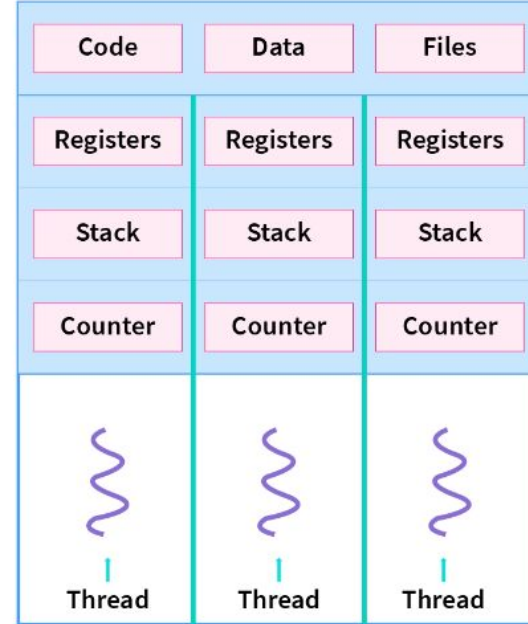 Code Data Files
Registers Registers Registers
Stack Stack Stack
Counter Counter Counter
Thread Thread Thread